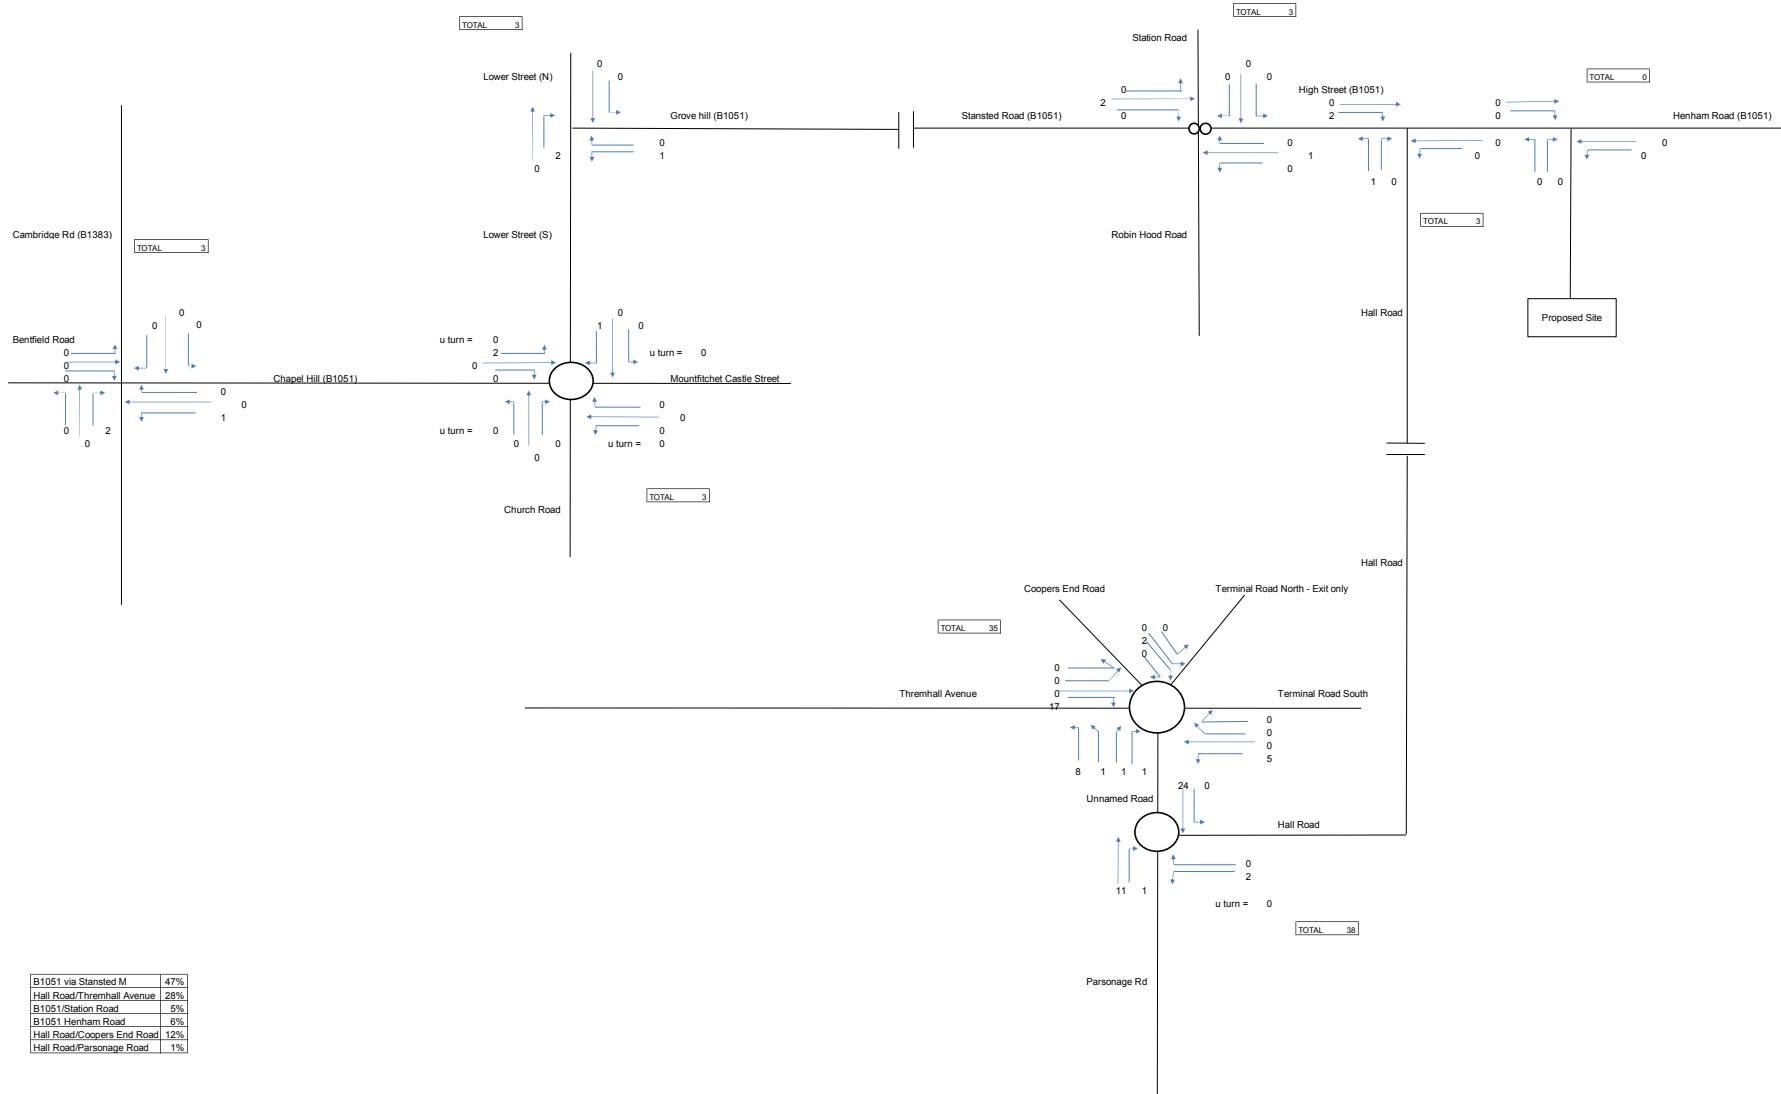 TOTAL 3
TOTAL 3
Station Road
Lower Street (N)
0
0
0
0 0
TOTAL 0
High Street (B1051)
0
2
0
0
2
0
0
Grove hill (B1051)
Stansted Road (B1051)
Henham Road (B1051)
2
0
0
1
0
1
0
0
0
0
0
1 0
0 0
TOTAL 3
Cambridge Rd (B1383)
TOTAL 3
Lower Street (S)
Robin Hood Road
Hall Road
Proposed Site
Bentfield Road
0
0
0
0
0
0
u turn = 0
2
0
0
0
1
0
u turn = 0
Chapel Hill (B1051)
Mountfitchet Castle Street
0
0
1
0
0
2
u turn = 0
0
0
0
0
0
0
u turn = 0
TOTAL 3
Church Road
Hall Road
Coopers End Road
Terminal Road North - Exit only
TOTAL 35
0 0
2
0
0
0
0
17
Thremhall Avenue
Terminal Road South
0
0
0
5
8 1 1 1
24 0
Unnamed Road
Hall Road
0
2
11 1
u turn = 0
TOTAL 38
Parsonage Rd
B1051 via Stansted M 47%
Hall Road/Thremhall Avenue 28%
B1051/Station Road 5%
B1051 Henham Road 6%
Hall Road/Coopers End Road 12%
Hall Road/Parsonage Road 1%